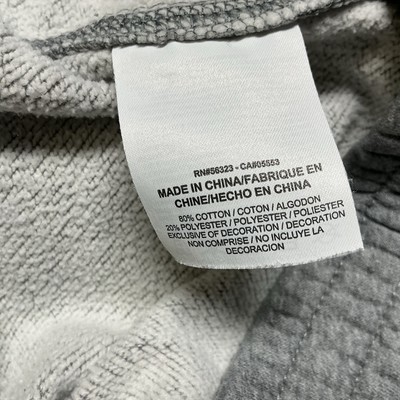 RN#56323 - CA#05553
MADE IN CHINA/FABRIQUE EN
CHINE/HECHO EN CHINA
80% COTTON / COTON / ALGODON
20% POLYESTER / POLYESTER / POLIESTER
EXCLUSIVE OF DECORATION / DECORATION
NON COMPRISE / NO INCLUYE LA
DECORACION